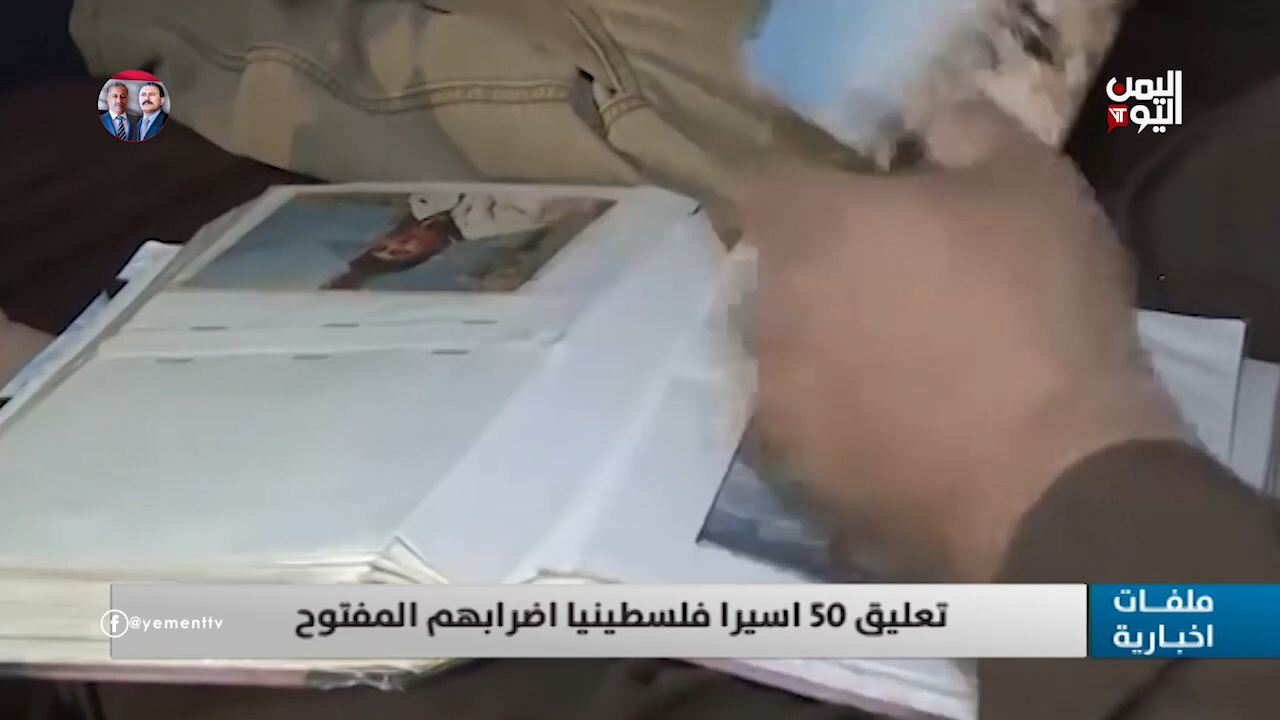 اليمن
اليوم
ملفات
اخبارية
تعليق 50 اسيرا فلسطينيا اضرابهم المفتوح
@yementtv